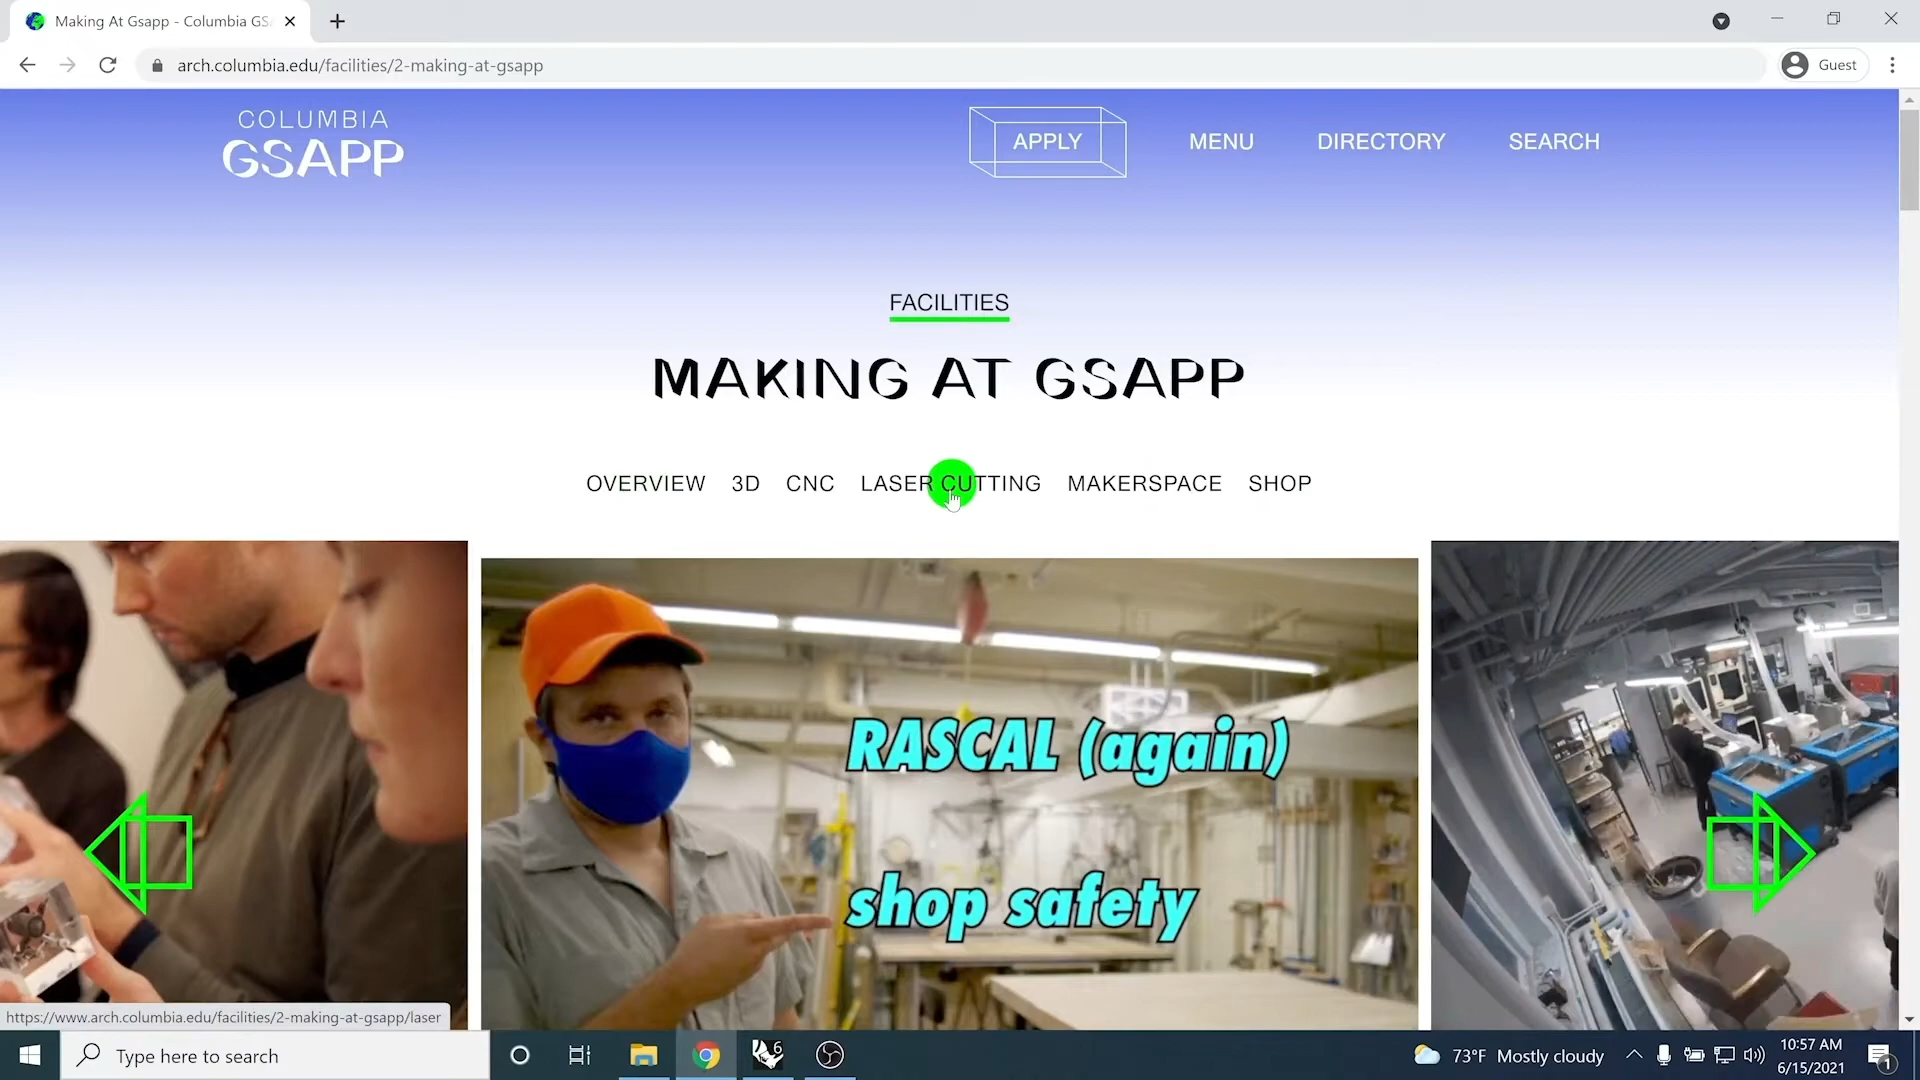 Making At Gsapp - Columbia GS
arch.columbia.edu/facilities/2-making-at-gsapp
Guest
COLUMBIA
GSAPP
APPLY
MENU
DIRECTORY
SEARCH
FACILITIES
MAKING AT GSAPP
OVERVIEW
3D
CNC
LASER CUTTING
MAKERSPACE
SHOP
RASCAL (again)
shop safety
https://www.arch.columbia.edu/facilities/2-making-at-gsapp/laser
Type here to search
6
73°F Mostly cloudy
10:57 AM
6/15/2021
1